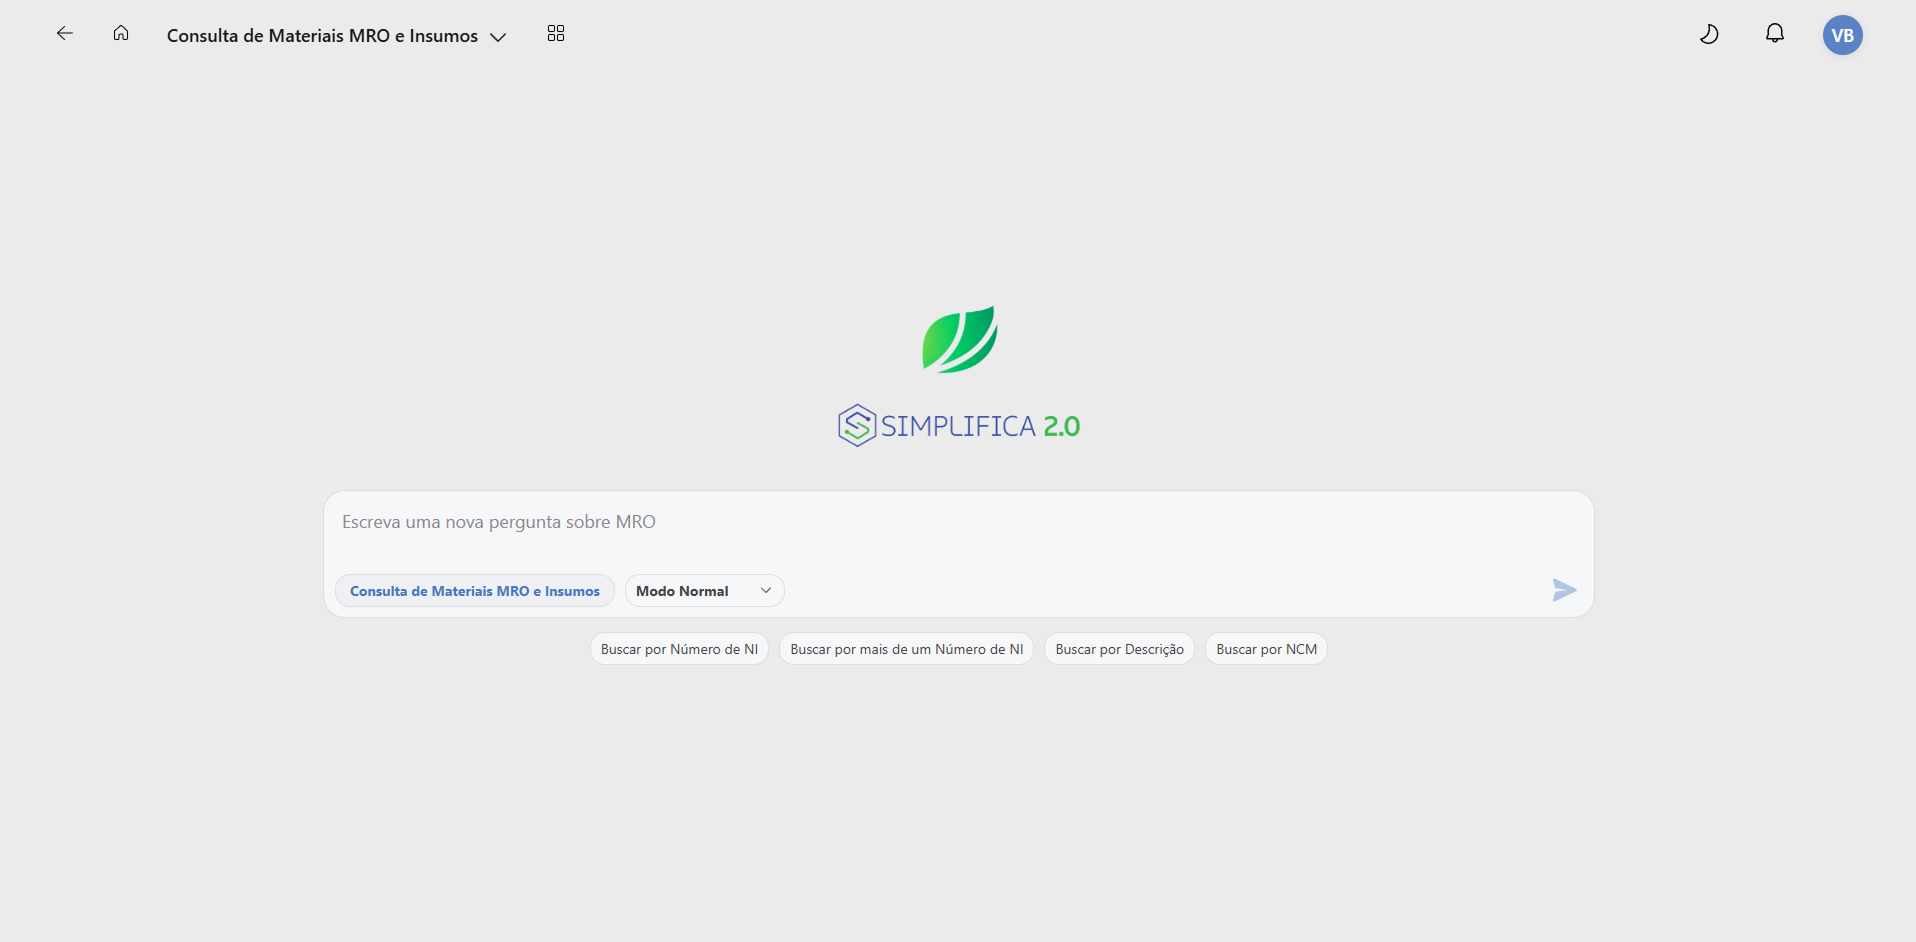 Consulta de Materiais MRO e Insumos
VB
SIMPLIFICA 2.0
Escreva uma nova pergunta sobre MRO
Consulta de Materiais MRO e Insumos
Modo Normal
Buscar por Número de NI
Buscar por mais de um Número de NI
Buscar por Descrição
Buscar por NCM